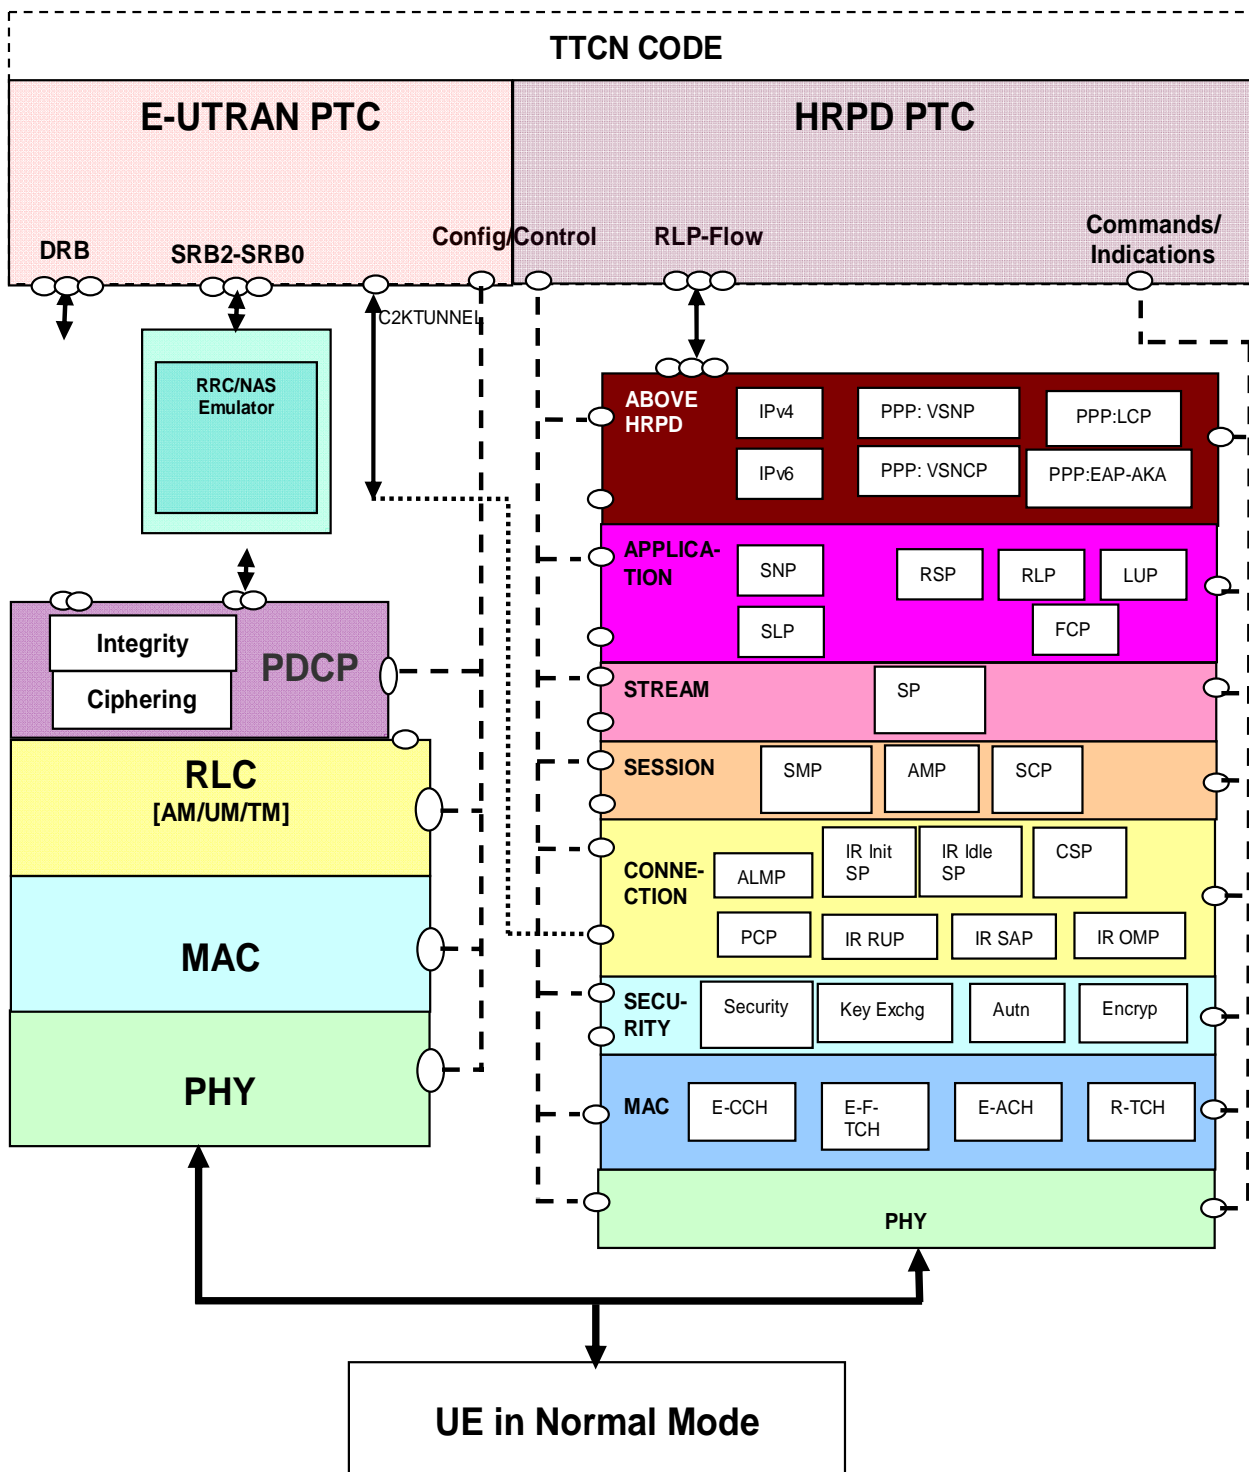 TTCN CODE
E-UTRAN PTC
HRPD PTC
DRB
SRB2-SRB0
Config/Control
RLP-Flow
Commands/
Indications
C2KTUNNEL
RRC/NAS
Emulator
Integrity
Ciphering
PDCP
RLC
[AM/UM/TM]
MAC
PHY
ABOVE
HRPD
IPv4
PPP: VSNP
PPP:LCP
IPv6
PPP: VSNCP
PPP:EAP-AKA
APPLICA-
TION
SNP
RSP
RLP
LUP
SLP
FCP
STREAM
SP
SESSION
SMP
AMP
SCP
CONNE-
CTION
ALMP
IR Init
SP
IR Idle
SP
CSP
PCP
IR RUP
IR SAP
IR OMP
SECU-
RITY
Security
Key Exchg
Autn
Encryp
MAC
E-CCH
E-F-
TCH
E-ACH
R-TCH
PHY
UE in Normal Mode